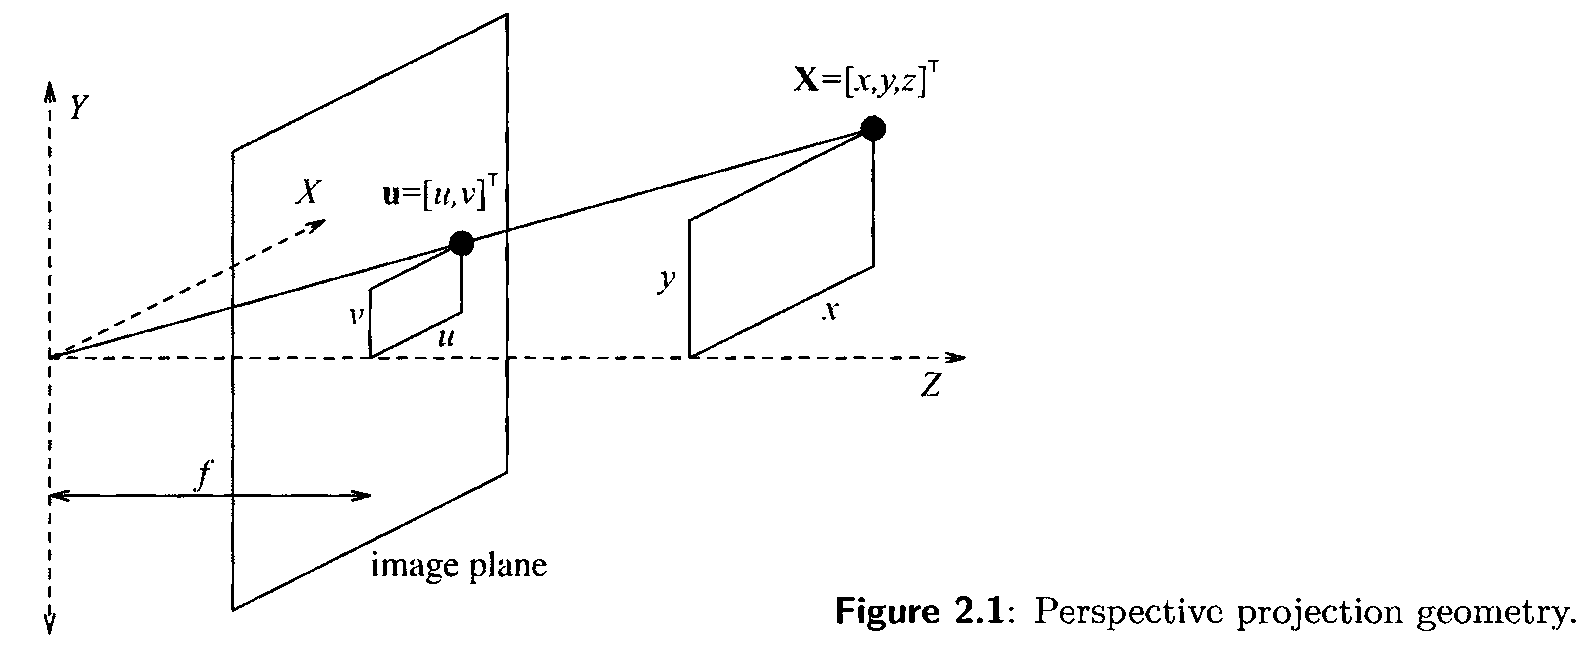 X=[x,y,z]ᵀ
Y
X
u=[u,v]ᵀ
y
v
x
u
Z
f
image plane
Figure 2.1: Perspective projection geometry.